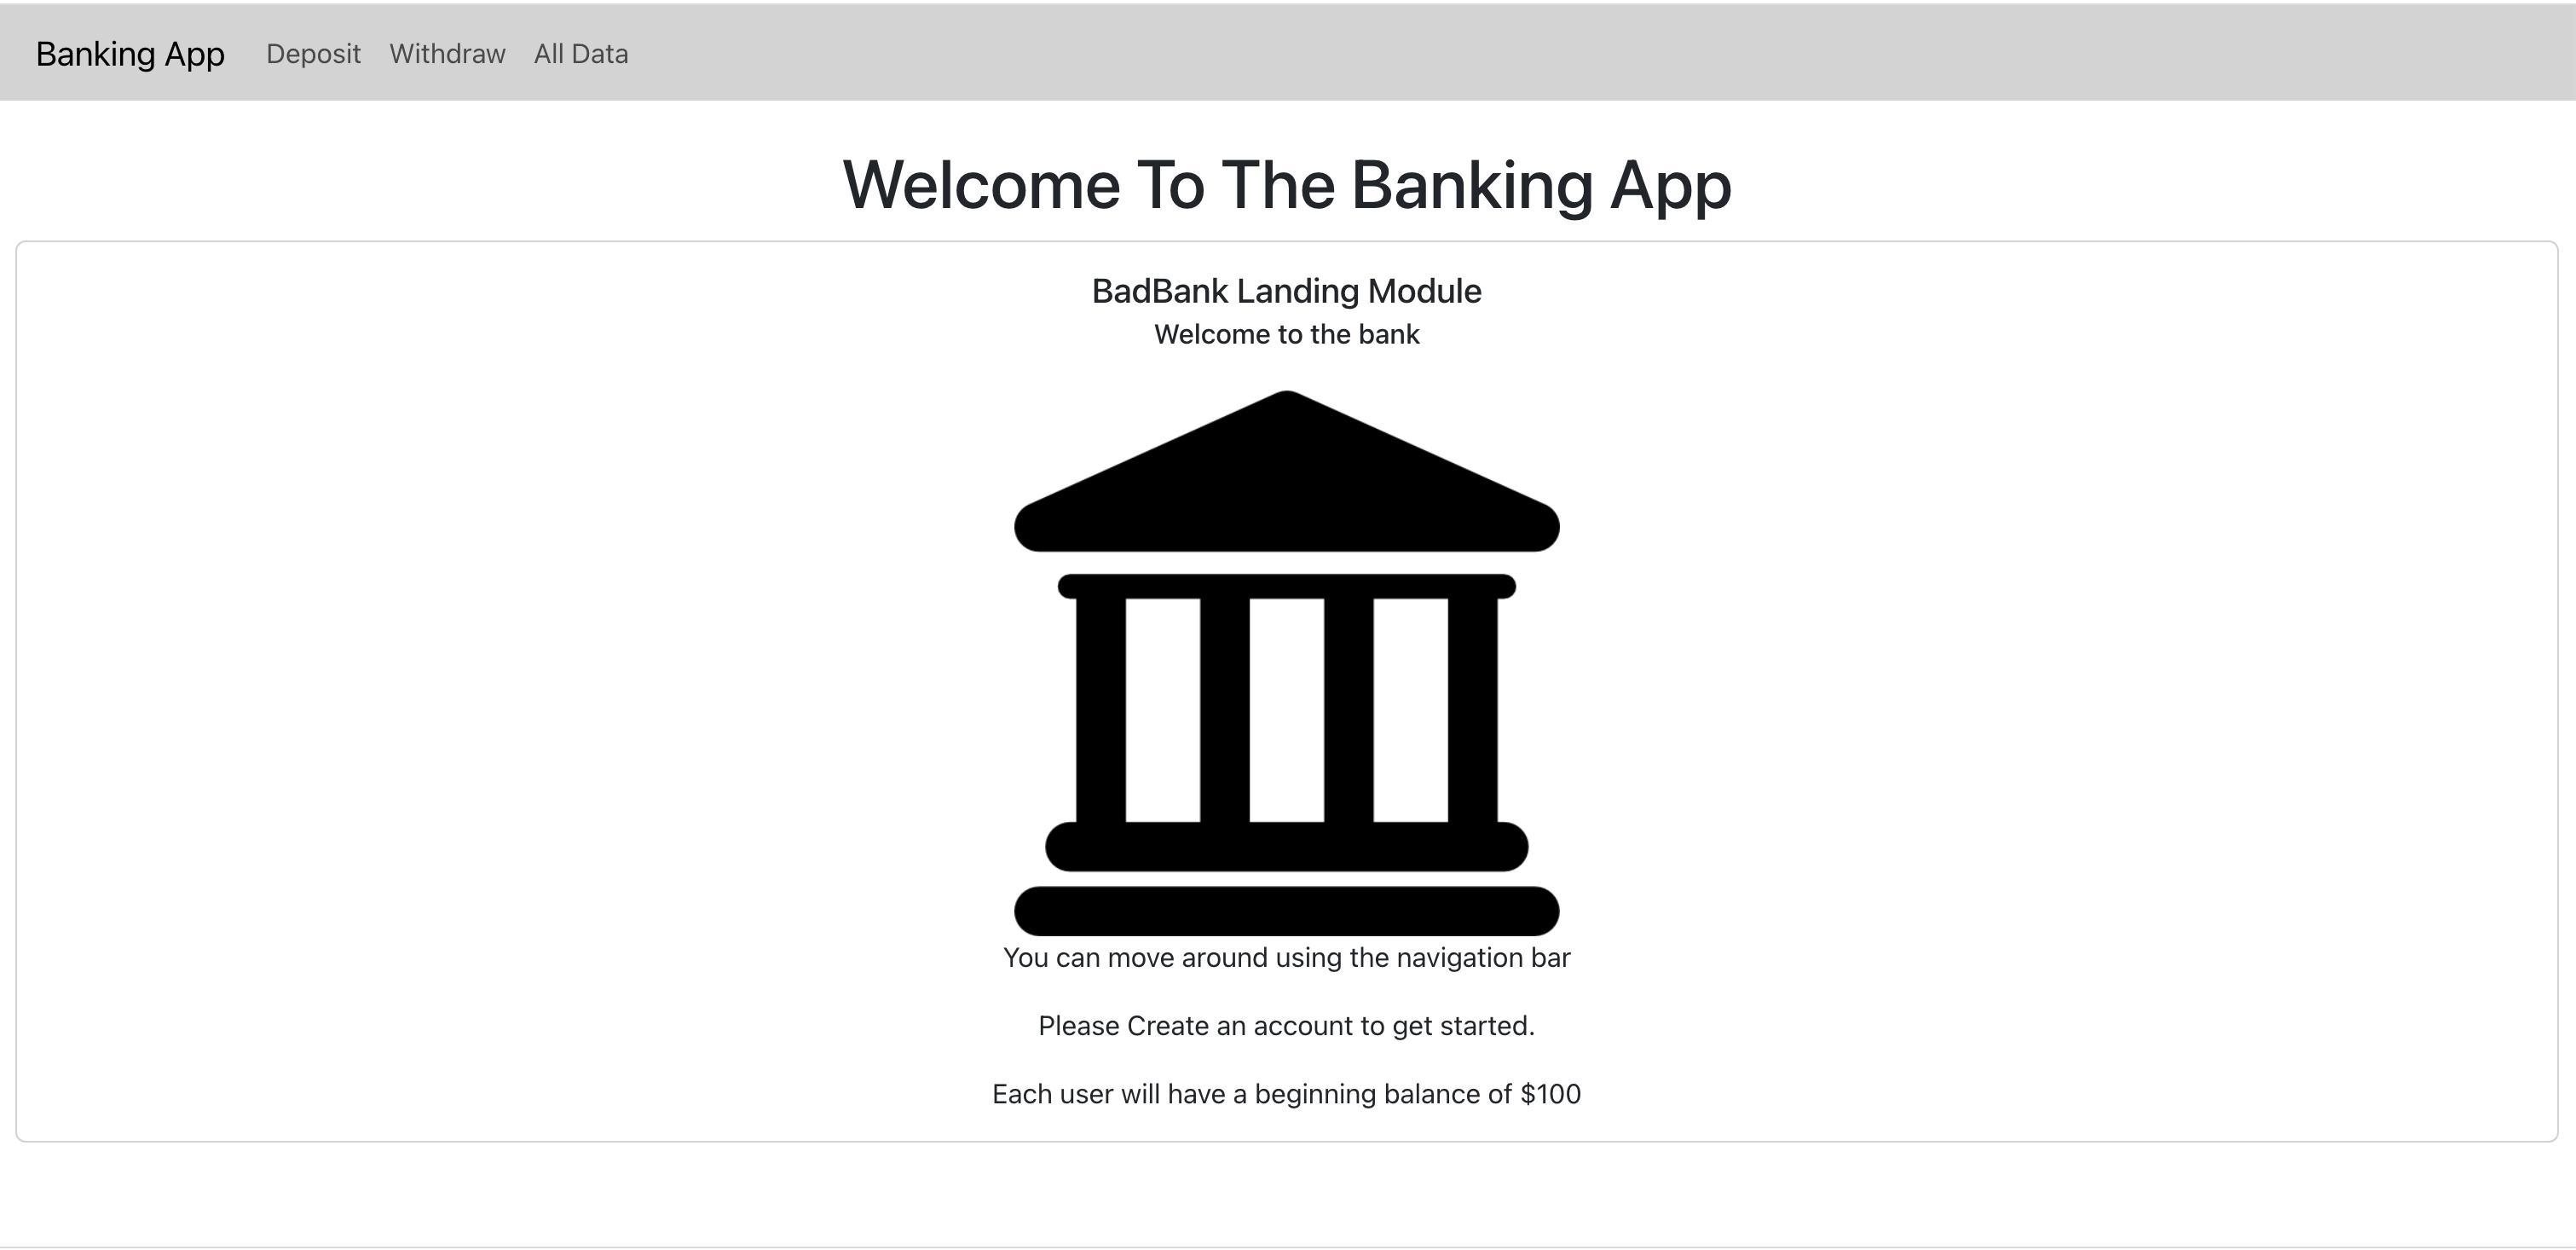 Banking App Deposit Withdraw All Data
Welcome To The Banking App
BadBank Landing Module
Welcome to the bank
You can move around using the navigation bar
Please Create an account to get started.
Each user will have a beginning balance of $100